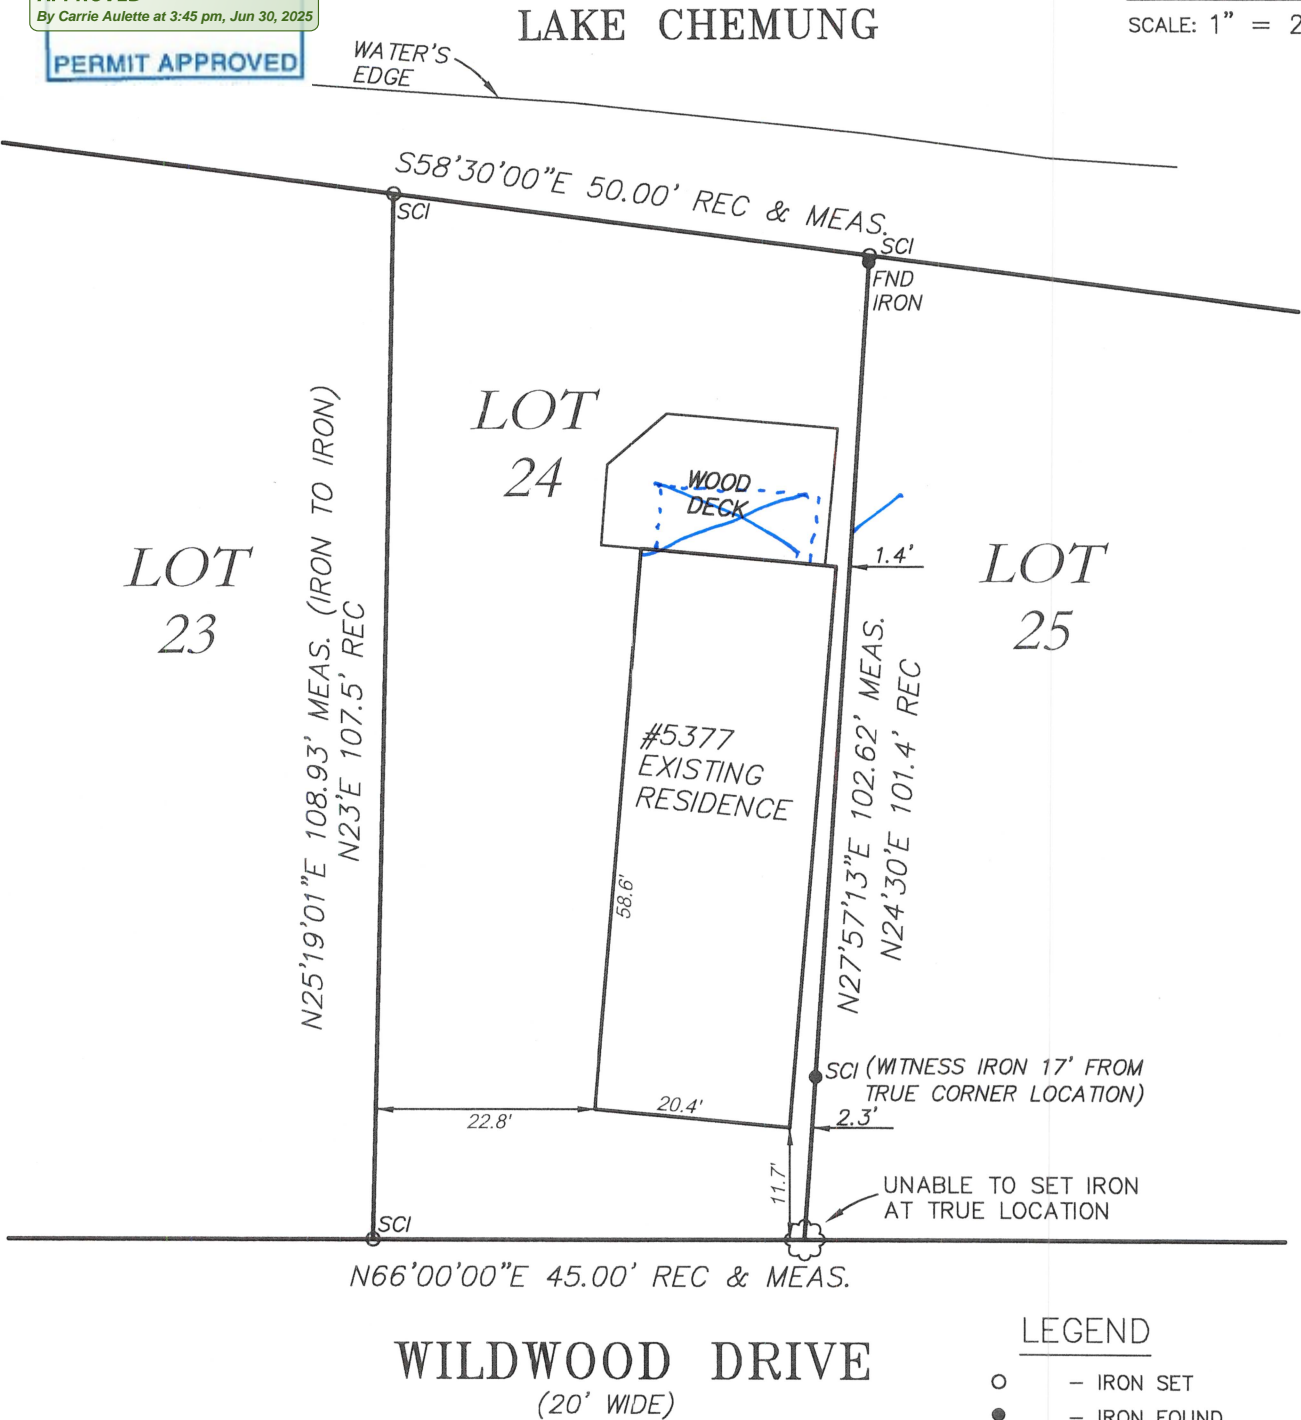 By Carrie Aulette at 3:45 pm, Jun 30, 2025
PERMIT APPROVED
LAKE CHEMUNG
SCALE: 1" = 2
WATER'S
EDGE
S58'30'00"E 50.00' REC & MEAS.
SCI
SCI
FND
IRON
LOT
24
WOOD
DECK
LOT
23
LOT
25
1.4'
N25'19'01"E 108.93' MEAS. (IRON TO IRON)
N23'E 107.5' REC
#5377
EXISTING
RESIDENCE
58.6'
N27'57'13"E 102.62' MEAS.
N24'30'E 101.4' REC
SCI (WITNESS IRON 17' FROM
TRUE CORNER LOCATION)
22.8'
20.4'
2.3'
11.7'
UNABLE TO SET IRON
AT TRUE LOCATION
SCI
N66'00'00"E 45.00' REC & MEAS.
WILDWOOD DRIVE
(20' WIDE)
LEGEND
– IRON SET
– IRON FOUND